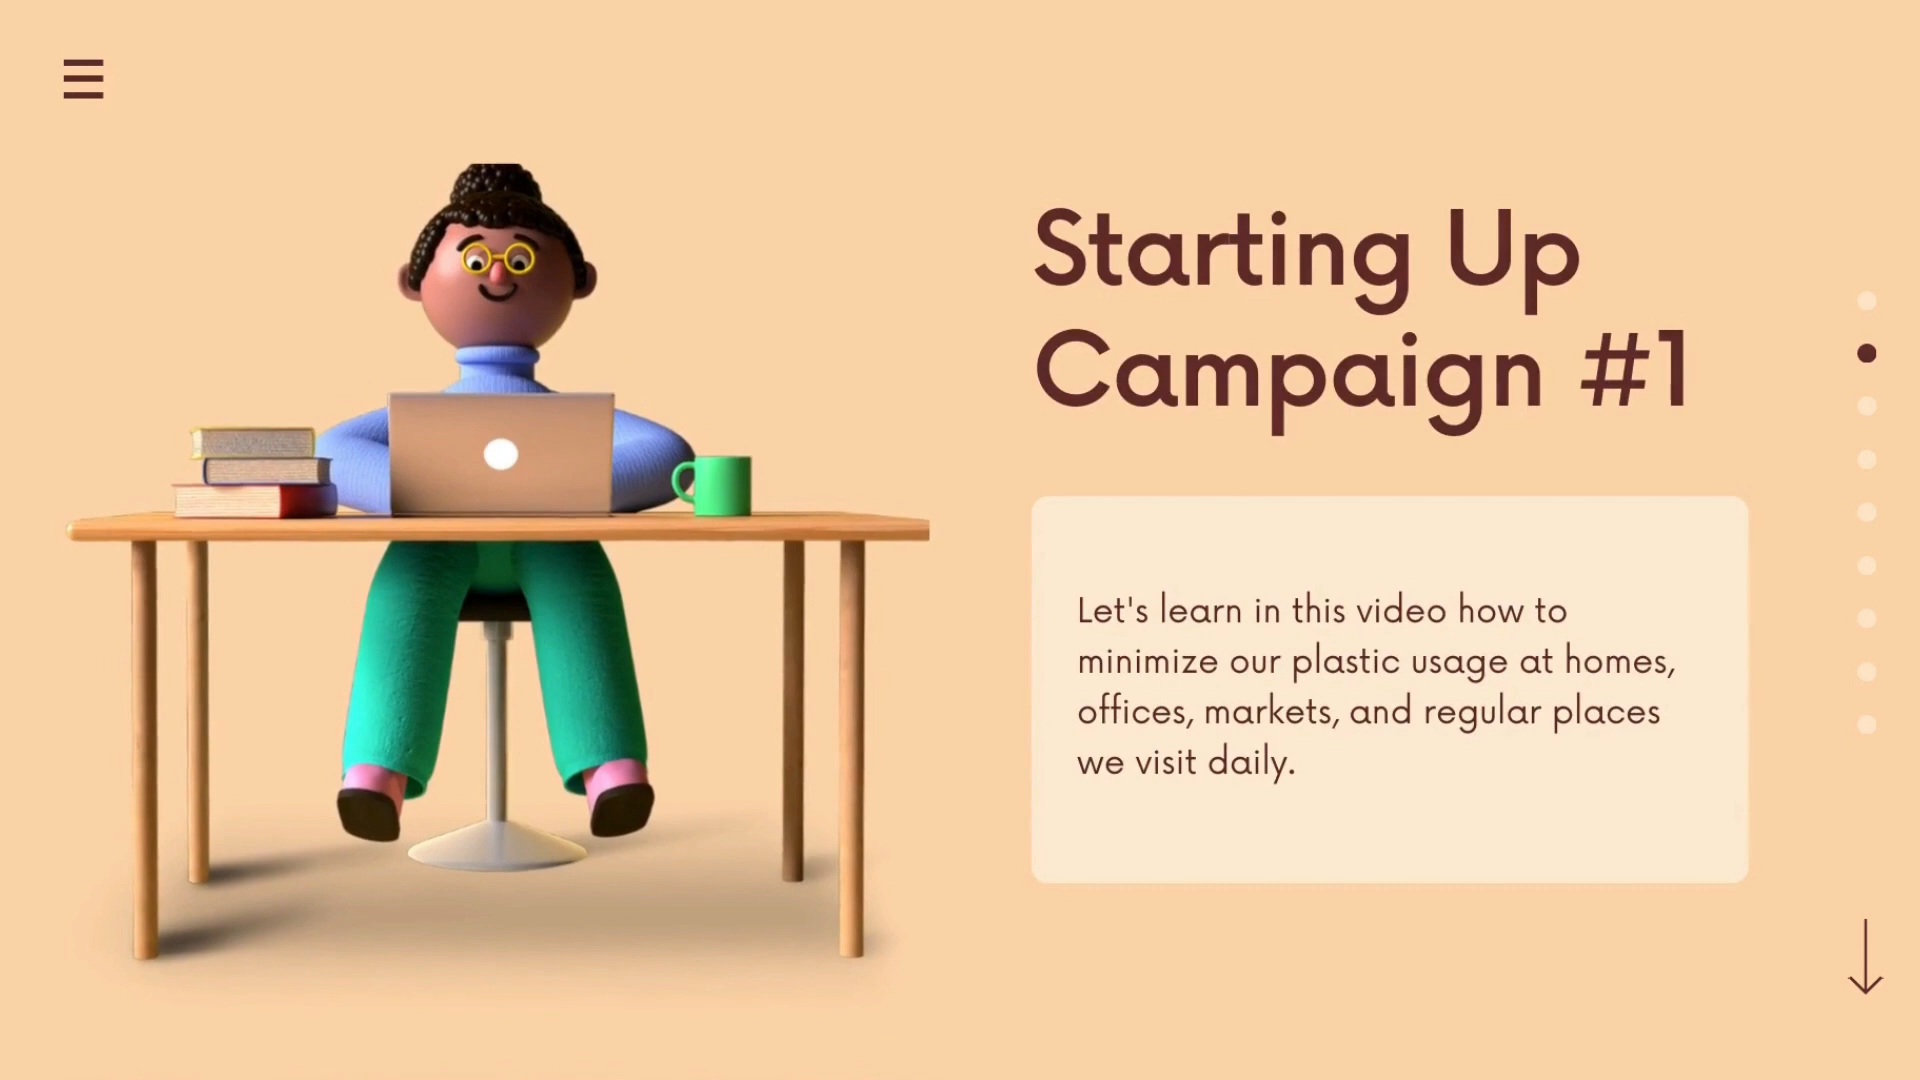 Starting Up
Campaign #1
Let's learn in this video how to
minimize our plastic usage at homes,
offices, markets, and regular places
we visit daily.